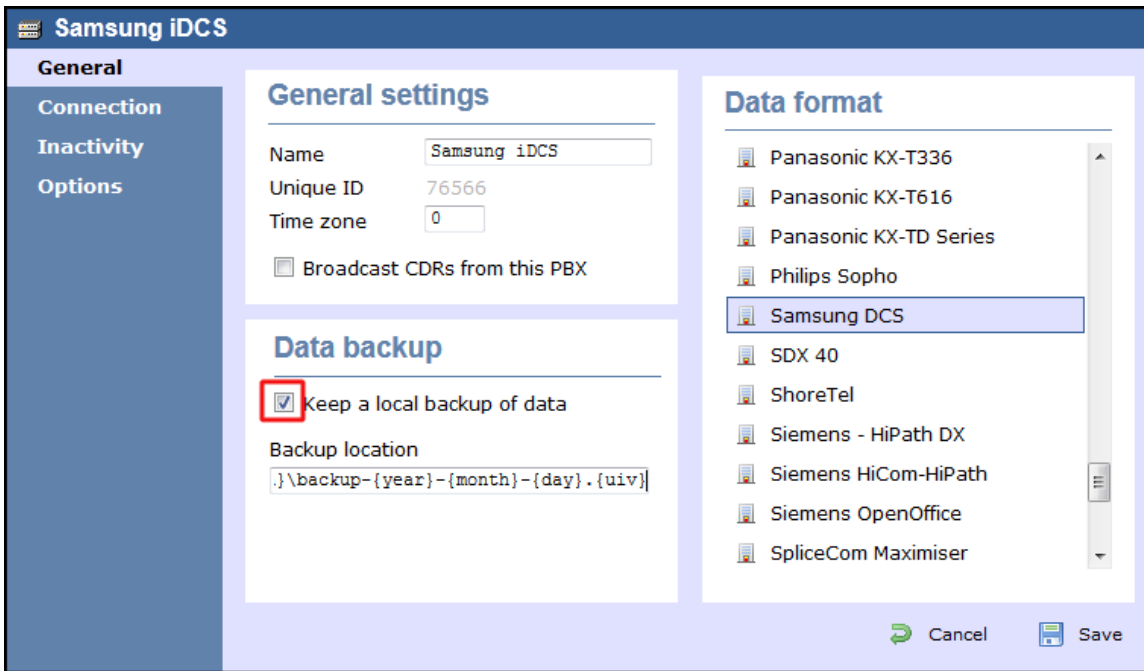 Samsung iDCS
General
Connection
Inactivity
Options
General settings
Name
Samsung iDCS
Unique ID
76566
Time zone
0
Broadcast CDRs from this PBX
Data backup
Keep a local backup of data
Backup location
.}\backup-{year}-{month}-{day}.{uiv}
Data format
Panasonic KX-T336
Panasonic KX-T616
Panasonic KX-TD Series
Philips Sopho
Samsung DCS
SDX 40
ShoreTel
Siemens - HiPath DX
Siemens HiCom-HiPath
Siemens OpenOffice
SpliceCom Maximiser
Cancel
Save